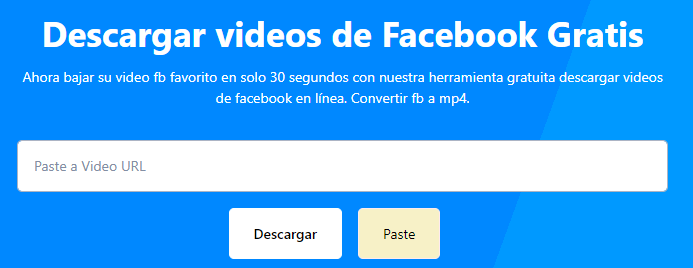 Descargar videos de Facebook Gratis
Ahora bajar su video fb favorito en solo 30 segundos con nuestra herramienta gratuita descargar videos
de facebook en línea. Convertir fb a mp4.
Paste a Video URL
Descargar Paste